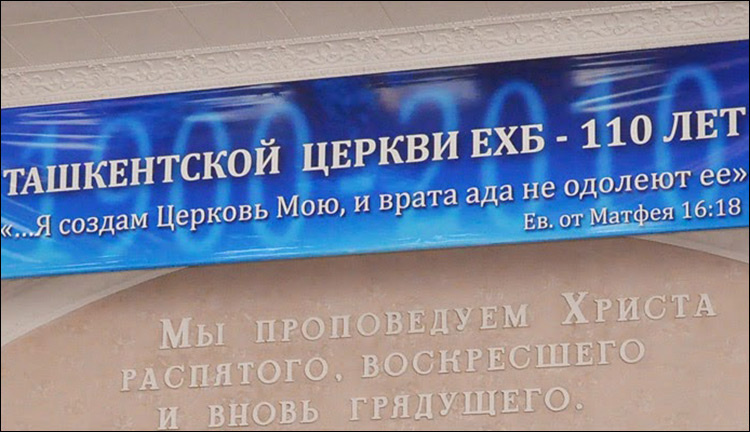 1900-2010
ТАШКЕНТСКОЙ ЦЕРКВИ ЕХБ - 110 ЛЕТ
«...Я создам Церковь Мою, и врата ада не одолеют ее»
Ев. от Матфея 16:18
Мы проповедуем Христа
распятого, воскресшего
и вновь грядущего.